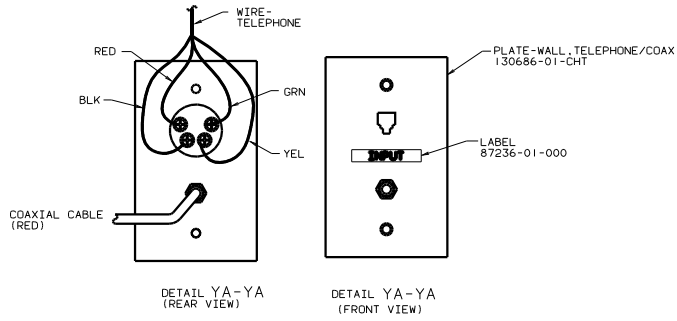 WIRE-
TELEPHONE
RED
GRN
BLK
YEL
COAXIAL CABLE
(RED)
DETAIL YA-YA
(REAR VIEW)
PLATE-WALL,TELEPHONE/COAX
130686-01-CHT
LABEL
87236-01-000
INPUT
DETAIL YA-YA
(FRONT VIEW)